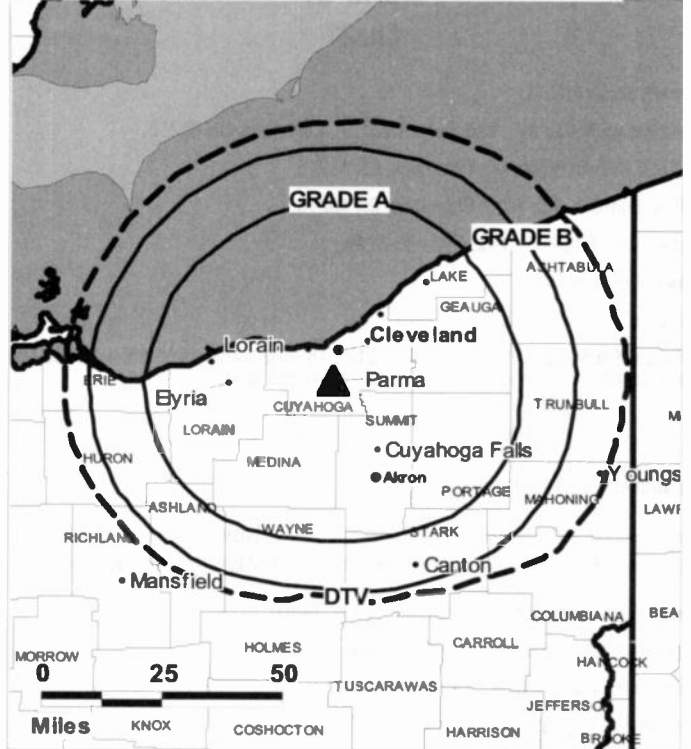 GRADE A
GRADE B
LAKE
ASHTABULA
GEAUGA
Cleveland
Lorain
ERIE
Parma
Elyria
CUYAHOGA
TRUMBULL
LORAIN
SUMMIT
Cuyahoga Falls
HURON
MEDINA
Akron
Youngs
PORTAGE
MAHONING
ASHLAND
LAWR
WAYNE
STARK
RICHLAND
Canton
Mansfield
DTV
COLUMBIANA
BEA
CARROLL
HOLMES
MORROW
HANCOCK
0 25 50
TUSCARAWAS
JEFFERSO
Miles
KNOX
COSHOCTON
HARRISON
BROOKE